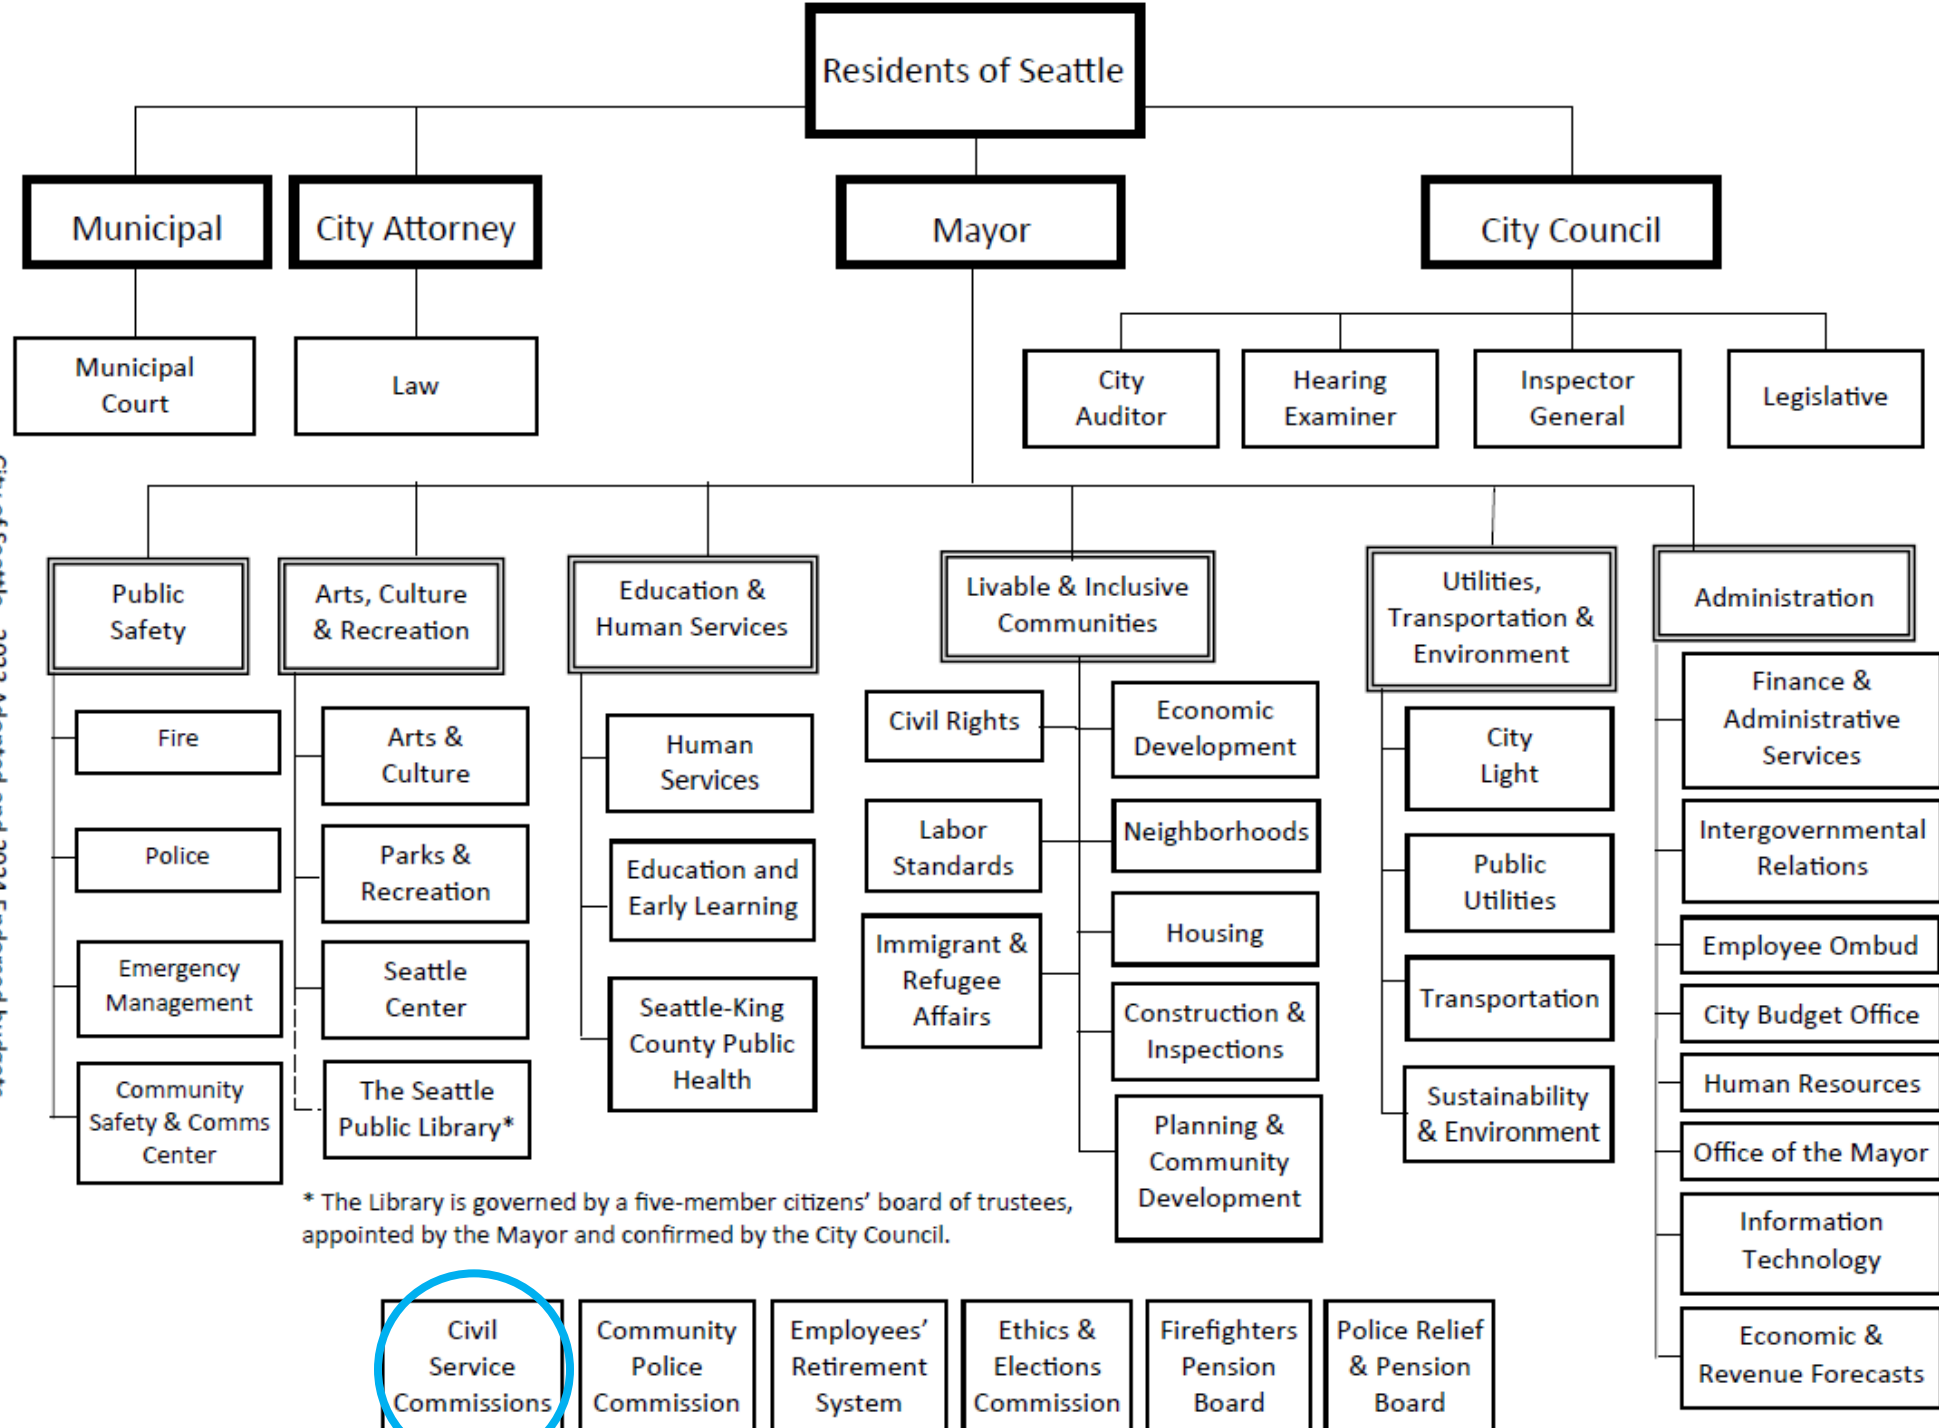 Residents of Seattle
Municipal
City Attorney
Mayor
City Council
Municipal
Court
Law
City
Auditor
Hearing
Examiner
Inspector
General
Legislative
Public
Safety
Arts, Culture
& Recreation
Education &
Human Services
Livable & Inclusive
Communities
Utilities,
Transportation &
Environment
Administration
Fire
Police
Emergency
Management
Community
Safety & Comms
Center
Arts &
Culture
Parks &
Recreation
Seattle
Center
The Seattle
Public Library*
Human
Services
Education and
Early Learning
Seattle-King
County Public
Health
Civil Rights
Labor
Standards
Immigrant &
Refugee
Affairs
Economic
Development
Neighborhoods
Housing
Construction &
Inspections
Planning &
Community
Development
City
Light
Public
Utilities
Transportation
Sustainability
& Environment
Finance &
Administrative
Services
Intergovernmental
Relations
Employee Ombud
City Budget Office
Human Resources
Office of the Mayor
Information
Technology
Economic &
Revenue Forecasts
* The Library is governed by a five-member citizens’ board of trustees,
appointed by the Mayor and confirmed by the City Council.
Civil
Service
Commissions
Community
Police
Commission
Employees’
Retirement
System
Ethics &
Elections
Commission
Firefighters
Pension
Board
Police Relief
& Pension
Board